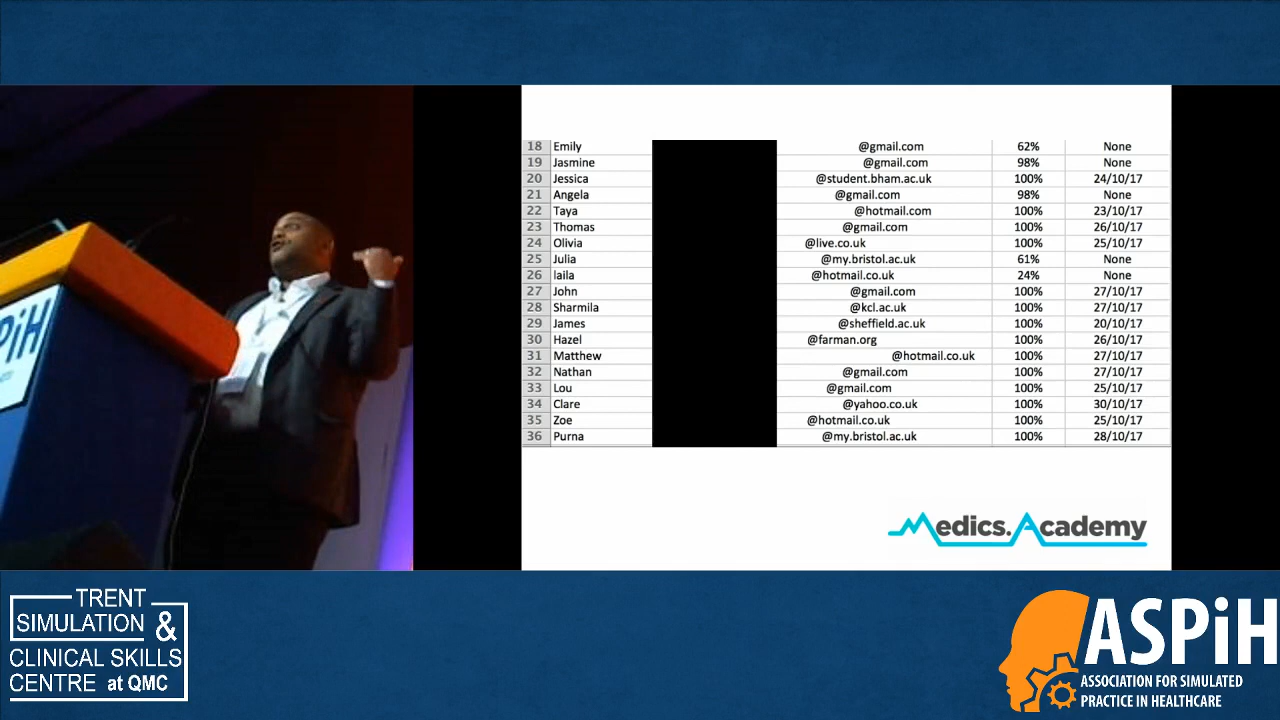 18 Emily @gmail.com 62% None
19 Jasmine @gmail.com 98% None
20 Jessica @student.bham.ac.uk 100% 24/10/17
21 Angela @gmail.com 98% None
22 Taya @hotmail.com 100% 23/10/17
23 Thomas @gmail.com 100% 26/10/17
24 Olivia @live.co.uk 100% 25/10/17
25 Julia @my.bristol.ac.uk 61% None
26 laila @hotmail.co.uk 24% None
27 John @gmail.com 100% 27/10/17
28 Sharmila @kcl.ac.uk 100% 27/10/17
29 James @sheffield.ac.uk 100% 20/10/17
30 Hazel @farman.org 100% 26/10/17
31 Matthew @hotmail.co.uk 100% 27/10/17
32 Nathan @gmail.com 100% 27/10/17
33 Lou @gmail.com 100% 25/10/17
34 Clare @yahoo.co.uk 100% 30/10/17
35 Zoe @hotmail.co.uk 100% 25/10/17
36 Purna @my.bristol.ac.uk 100% 28/10/17
Medics.Academy
PiH
TRENT
SIMULATION &
CLINICAL SKILLS
CENTRE at QMC
ASPiH
ASSOCIATION FOR SIMULATED
PRACTICE IN HEALTHCARE